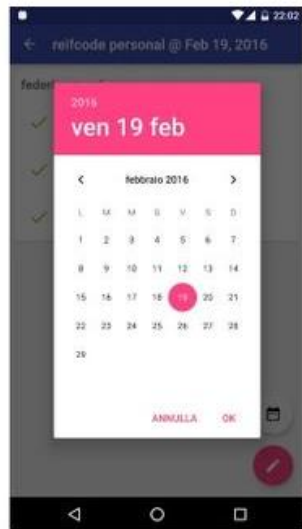 22:02
reifcode personal @ Feb 19, 2016
2016
ven 19 feb
febbraio 2016
L M M G V S D
1 2 3 4 5 6 7
8 9 10 11 12 13 14
15 16 17 18 19 20 21
22 23 24 25 26 27 28
29
ANNULLA OK